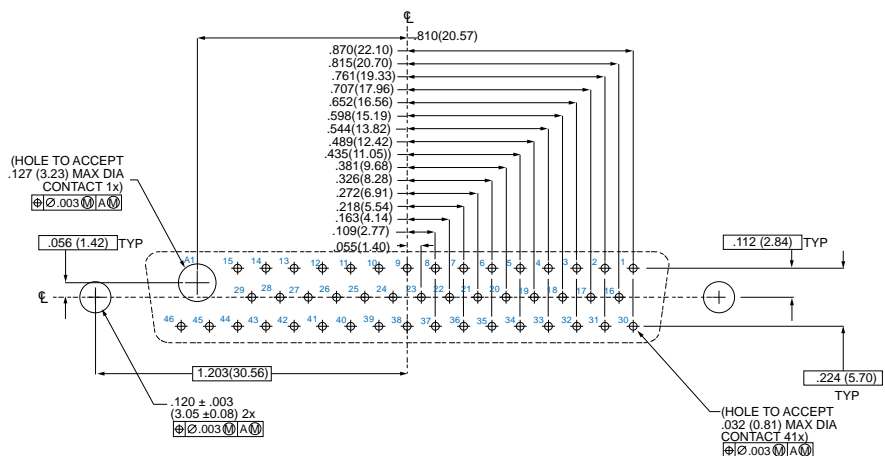 ℄
.810(20.57)
.870(22.10)
.815(20.70)
.761(19.33)
.707(17.96)
.652(16.56)
.598(15.19)
.544(13.82)
.489(12.42)
.435(11.05))
.381(9.68)
.326(8.28)
.272(6.91)
.218(5.54)
.163(4.14)
.109(2.77)
.055(1.40)
(HOLE TO ACCEPT
.127 (3.23) MAX DIA
CONTACT 1x)
⌖ ∅.003 Ⓜ A Ⓜ
.056 (1.42) TYP
.112 (2.84) TYP
A1 15 14 13 12 11 10 9 8 7 6 5 4 3 2 1
℄
29 28 27 26 25 24 23 22 21 20 19 18 17 16
46 45 44 43 42 41 40 39 38 37 36 35 34 33 32 31 30
1.203(30.56)
.224 (5.70)
TYP
.120 ± .003
(3.05 ±0.08) 2x
⌖ ∅.003 Ⓜ A Ⓜ
(HOLE TO ACCEPT
.032 (0.81) MAX DIA
CONTACT 41x)
⌖ ∅.003 Ⓜ A Ⓜ